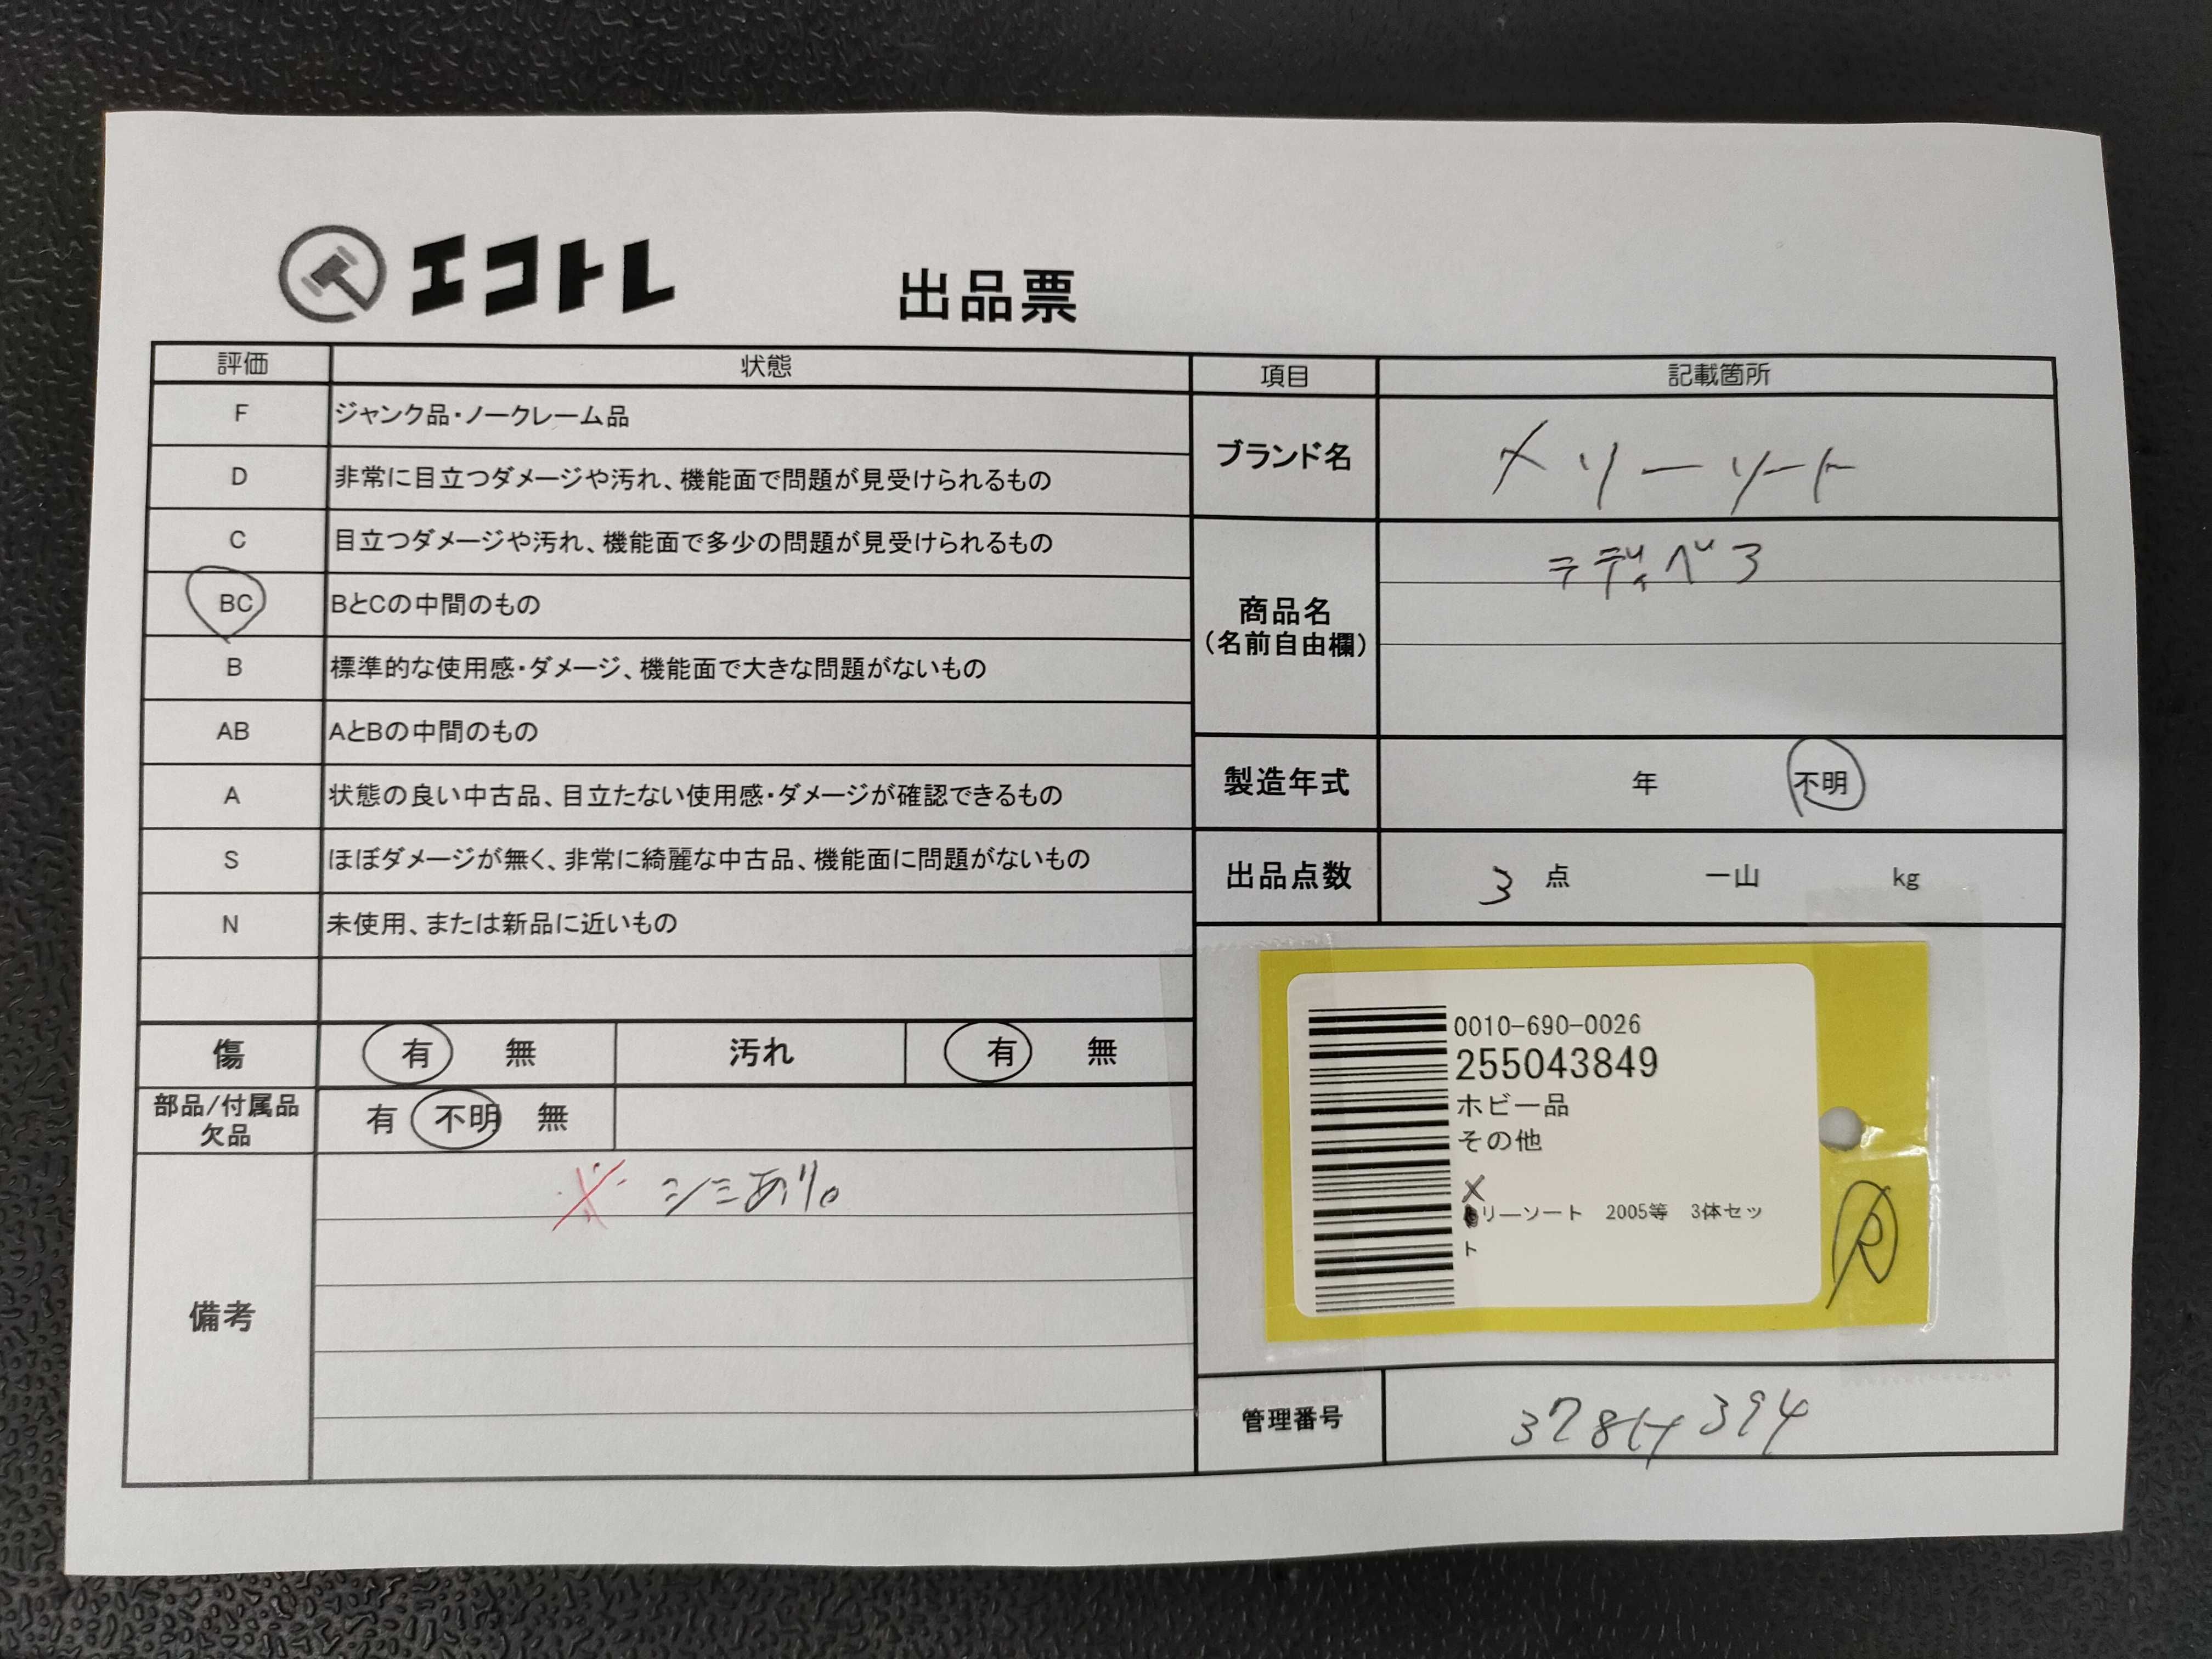 エコトレ
出品票
評価 状態
F ジャンク品・ノークレーム品
D 非常に目立つダメージや汚れ、機能面で問題が見受けられるもの
C 目立つダメージや汚れ、機能面で多少の問題が見受けられるもの
BC BとCの中間のもの
B 標準的な使用感・ダメージ、機能面で大きな問題がないもの
AB AとBの中間のもの
A 状態の良い中古品、目立たない使用感・ダメージが確認できるもの
S ほぼダメージが無く、非常に綺麗な中古品、機能面に問題がないもの
N 未使用、または新品に近いもの
傷 有 無 汚れ 有 無
部品/付属品
欠品
有 不明 無
備考
※ シミあり。
項目 記載箇所
ブランド名 メリーソート
商品名
(名前自由欄)
テディベア
製造年式 年 不明
出品点数 3 点 一山 kg
0010-690-0026
255043849
ホビー品
その他
メ
リーソート 2005等 3体セッ
ト
R
管理番号